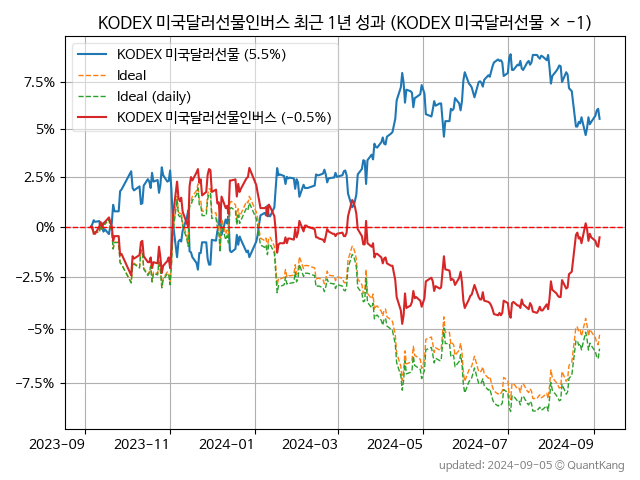 KODEX 미국달러선물인버스 최근 1년 성과 (KODEX 미국달러선물 × −1)
KODEX 미국달러선물 (5.5%)
Ideal
Ideal (daily)
KODEX 미국달러선물인버스 (−0.5%)
7.5%
5%
2.5%
0%
−2.5%
−5%
−7.5%
2023-09
2023-11
2024-01
2024-03
2024-05
2024-07
2024-09
updated: 2024-09-05 © QuantKang